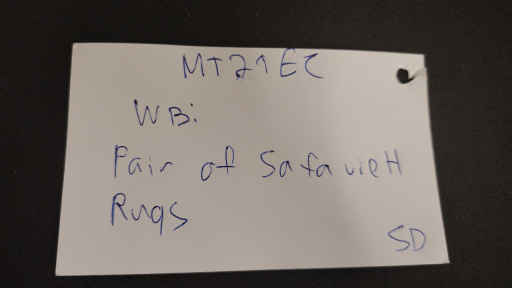 MT21EC
WB:
Pair of SafavieH
Rugs
SD